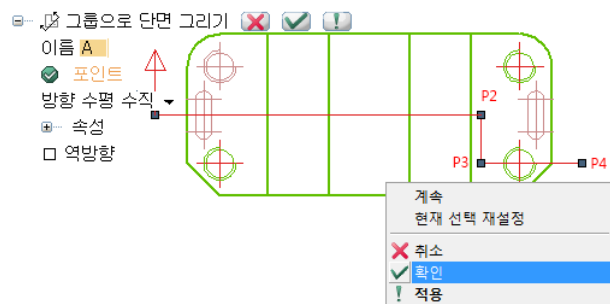 그룹으로 단면 그리기
이름 A
포인트
방향 수평 수직
속성
역방향
P2
P3
P4
계속
현재 선택 재설정
취소
확인
적용